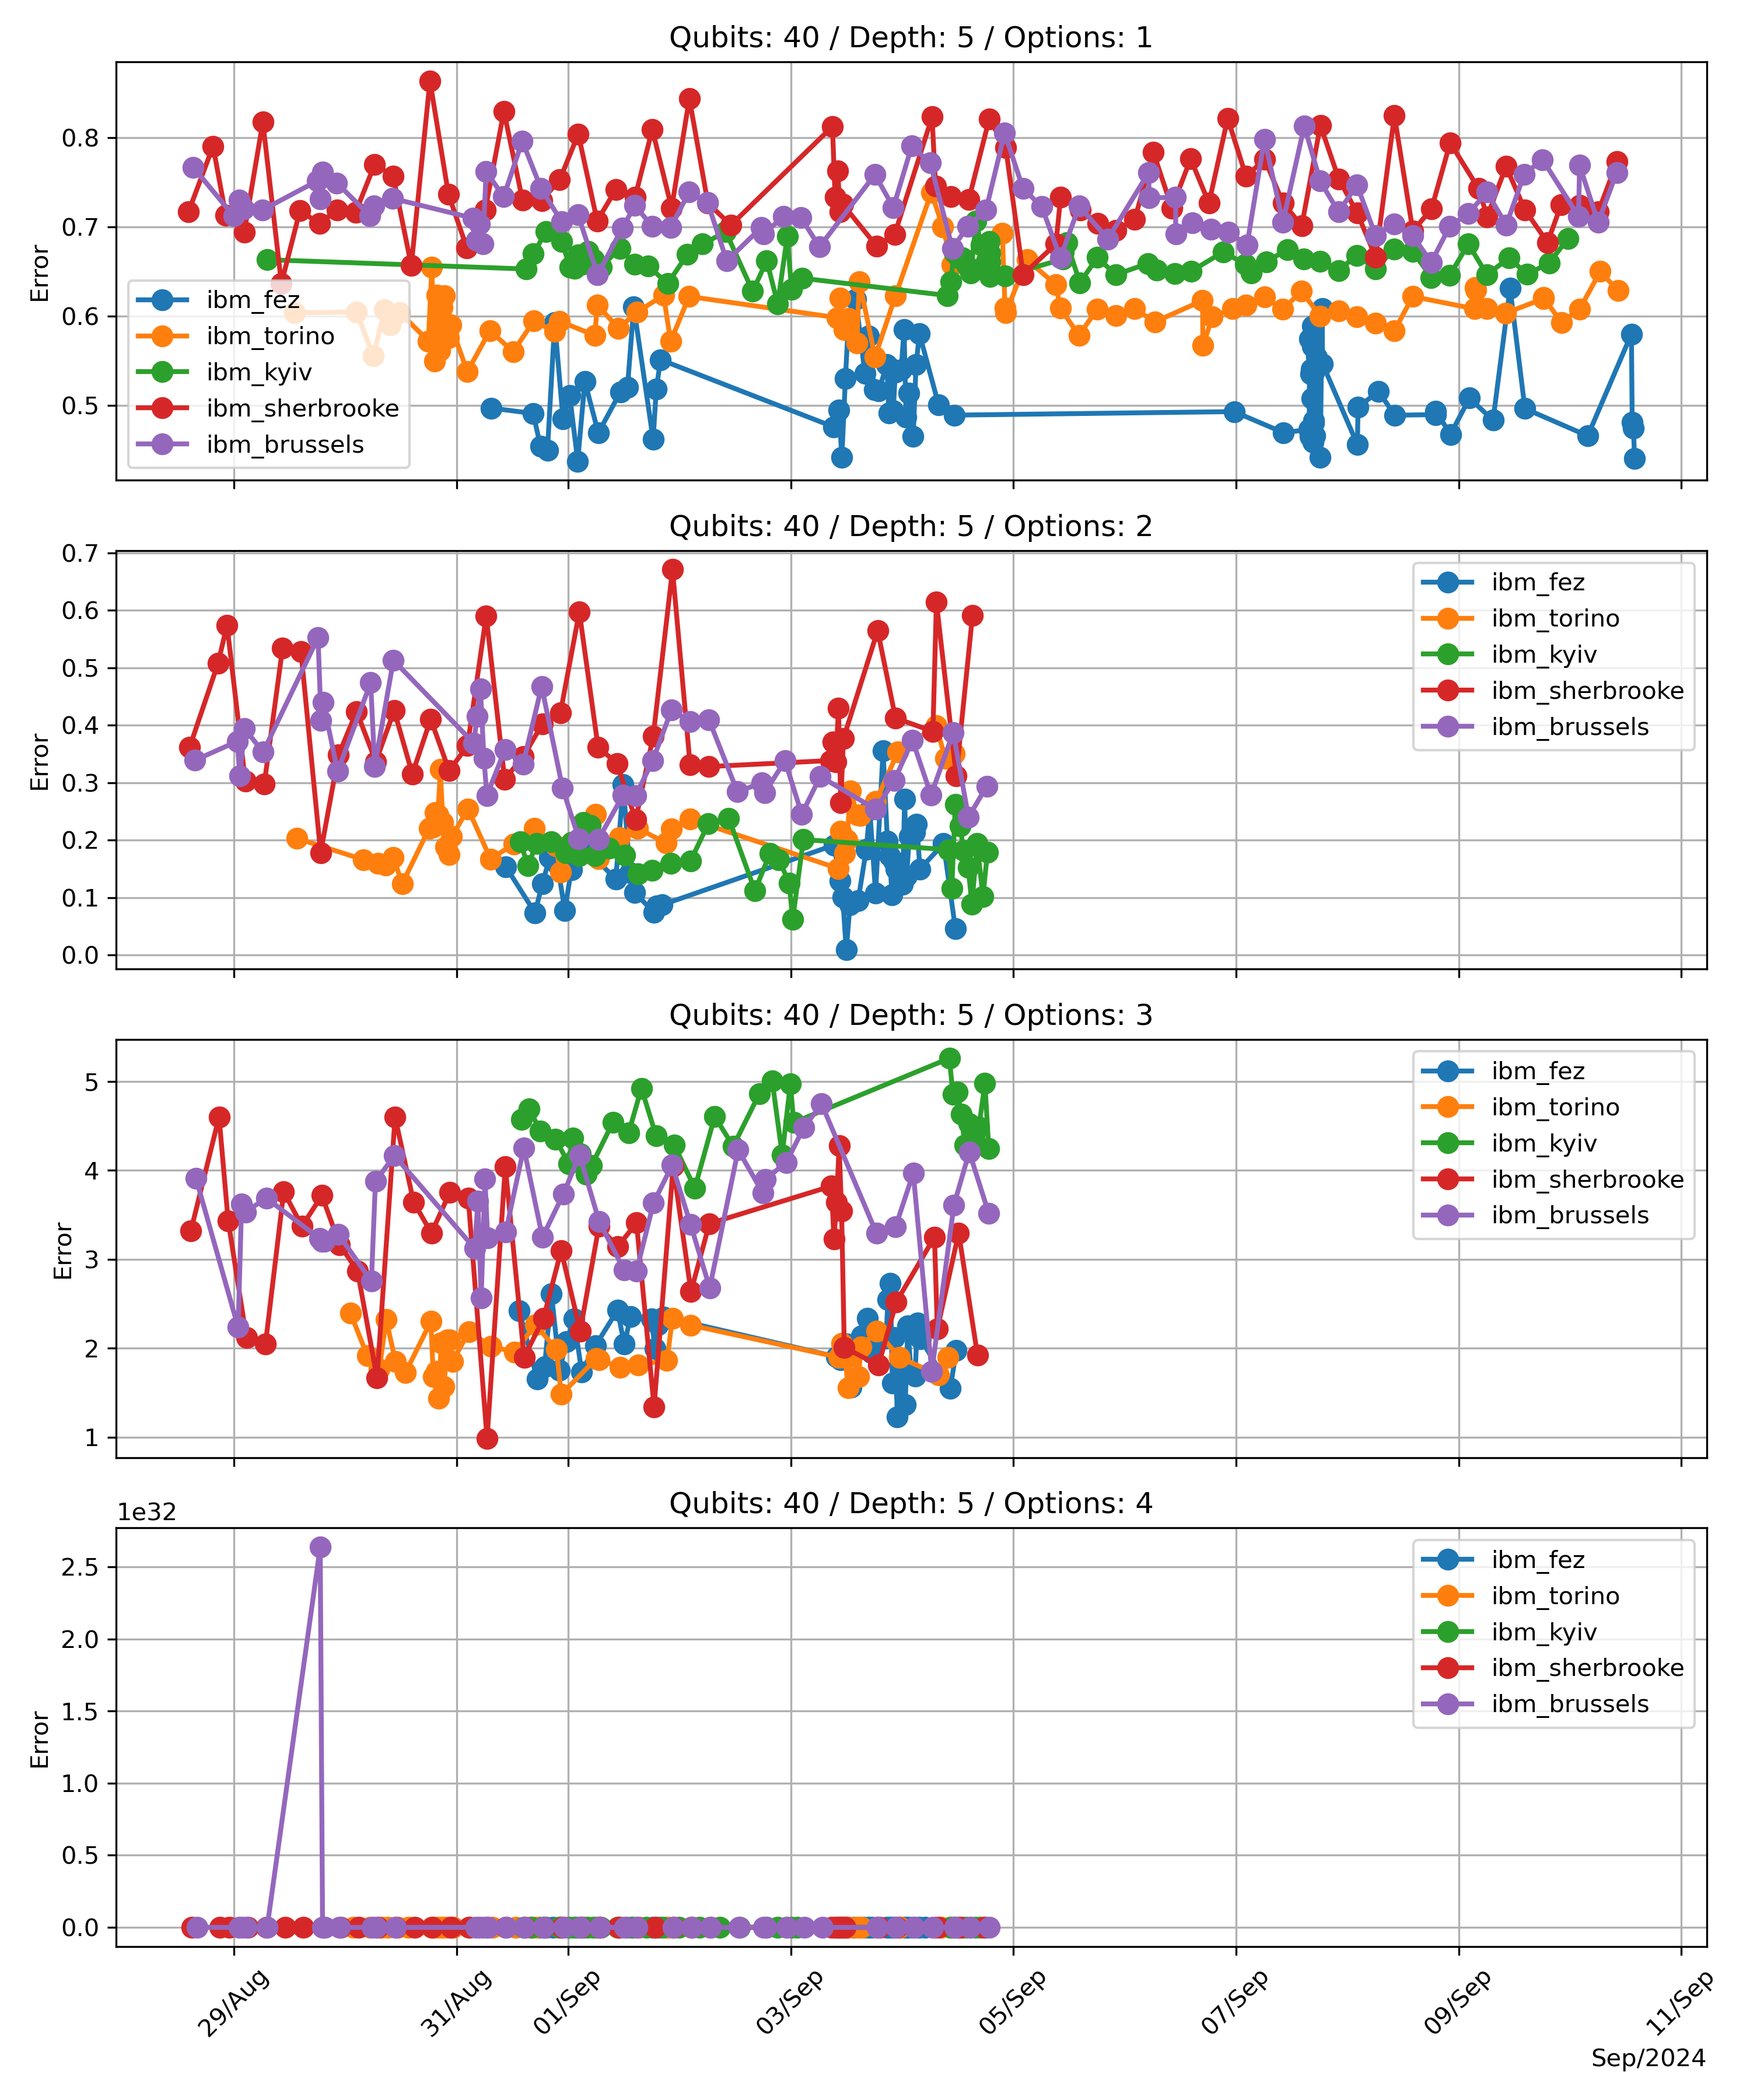 Qubits: 40 / Depth: 5 / Options: 1
Error
0.8
0.7
0.6
0.5
ibm_fez
ibm_torino
ibm_kyiv
ibm_sherbrooke
ibm_brussels
Qubits: 40 / Depth: 5 / Options: 2
Error
0.7
0.6
0.5
0.4
0.3
0.2
0.1
0.0
ibm_fez
ibm_torino
ibm_kyiv
ibm_sherbrooke
ibm_brussels
Qubits: 40 / Depth: 5 / Options: 3
Error
5
4
3
2
1
ibm_fez
ibm_torino
ibm_kyiv
ibm_sherbrooke
ibm_brussels
1e32
Qubits: 40 / Depth: 5 / Options: 4
Error
2.5
2.0
1.5
1.0
0.5
0.0
ibm_fez
ibm_torino
ibm_kyiv
ibm_sherbrooke
ibm_brussels
29/Aug
31/Aug
01/Sep
03/Sep
05/Sep
07/Sep
09/Sep
11/Sep
Sep/2024